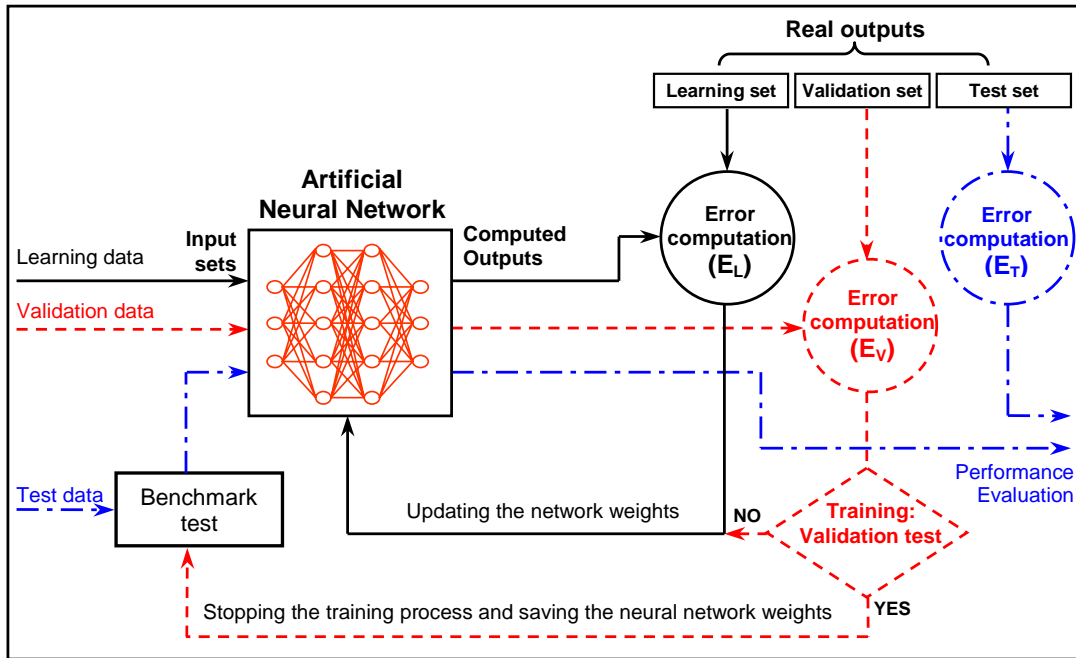 Real outputs
Learning set
Validation set
Test set
Artificial
Neural Network
Error
computation
(EL)
Error
computation
(ET)
Learning data
Input
sets
Computed
Outputs
Validation data
Error
computation
(EV)
Test data
Benchmark
test
Performance
Evaluation
Updating the network weights
NO
Training:
Validation test
YES
Stopping the training process and saving the neural network weights